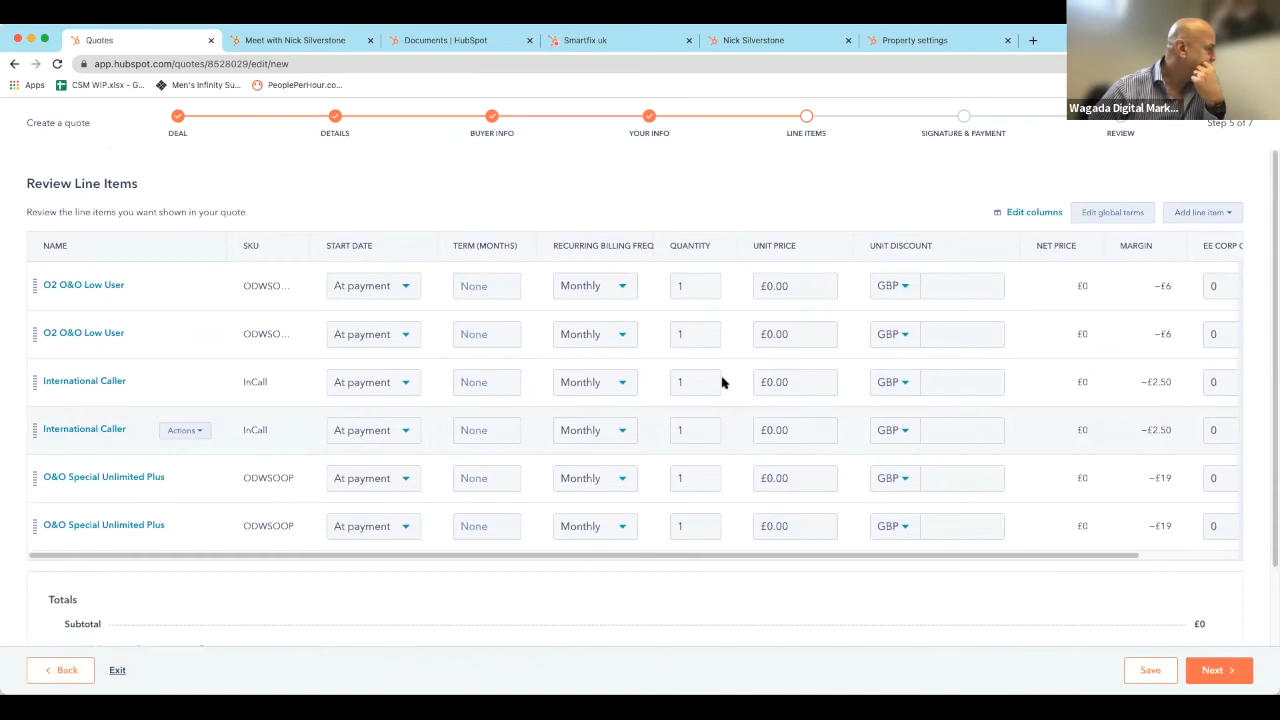 Quotes
Meet with Nick Silverstone
Documents | HubSpot
Smartfix uk
Nick Silverstone
Property settings
app.hubspot.com/quotes/8528029/edit/new
Apps
CSM WIP.xlsx - G...
Men's Infinity Su...
PeoplePerHour.co...
Wagada Digital Mark...
Create a quote
DEAL
DETAILS
BUYER INFO
YOUR INFO
LINE ITEMS
SIGNATURE & PAYMENT
REVIEW
Step 5 of 7
Review Line Items
Review the line items you want shown in your quote.
Edit columns
Edit global terms
Add line item
NAME SKU START DATE TERM (MONTHS) RECURRING BILLING FREQ QUANTITY UNIT PRICE UNIT DISCOUNT NET PRICE MARGIN EE CORP
O2 O&O Low User ODWSO... At payment None Monthly 1 £0.00 GBP £0 −£6 0
O2 O&O Low User ODWSO... At payment None Monthly 1 £0.00 GBP £0 −£6 0
International Caller InCall At payment None Monthly 1 £0.00 GBP £0 −£2.50 0
International Caller Actions InCall At payment None Monthly 1 £0.00 GBP £0 −£2.50 0
O&O Special Unlimited Plus ODWSOOP At payment None Monthly 1 £0.00 GBP £0 −£19 0
O&O Special Unlimited Plus ODWSOOP At payment None Monthly 1 £0.00 GBP £0 −£19 0
Totals
Subtotal £0
Back
Exit
Save
Next